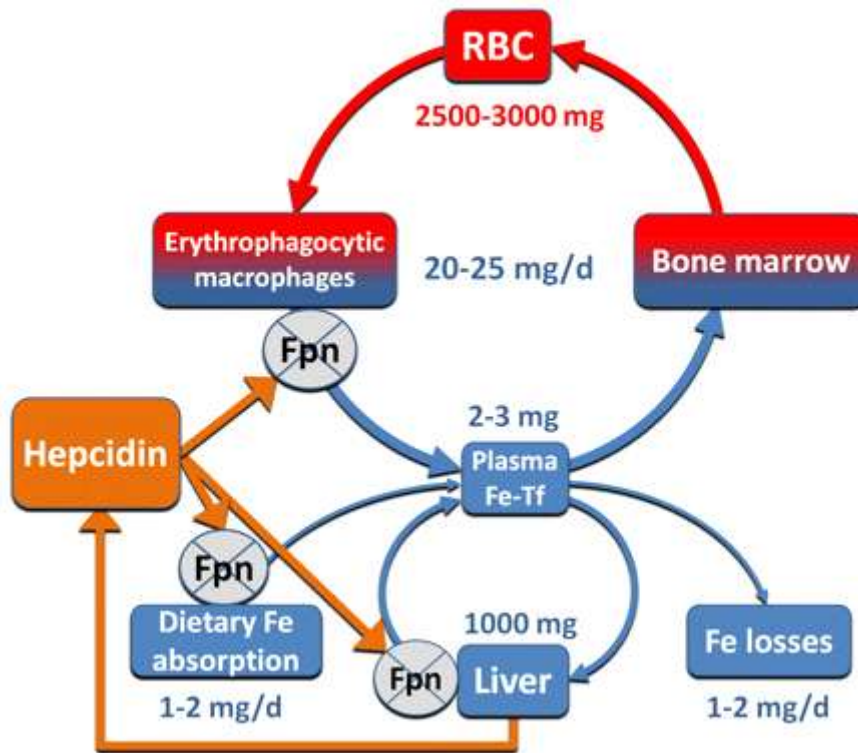 RBC
2500-3000 mg
Erythrophagocytic
macrophages
20-25 mg/d
Bone marrow
Fpn
Hepcidin
2-3 mg
Plasma
Fe-Tf
Fpn
Dietary Fe
absorption
1-2 mg/d
1000 mg
Fpn
Liver
Fe losses
1-2 mg/d